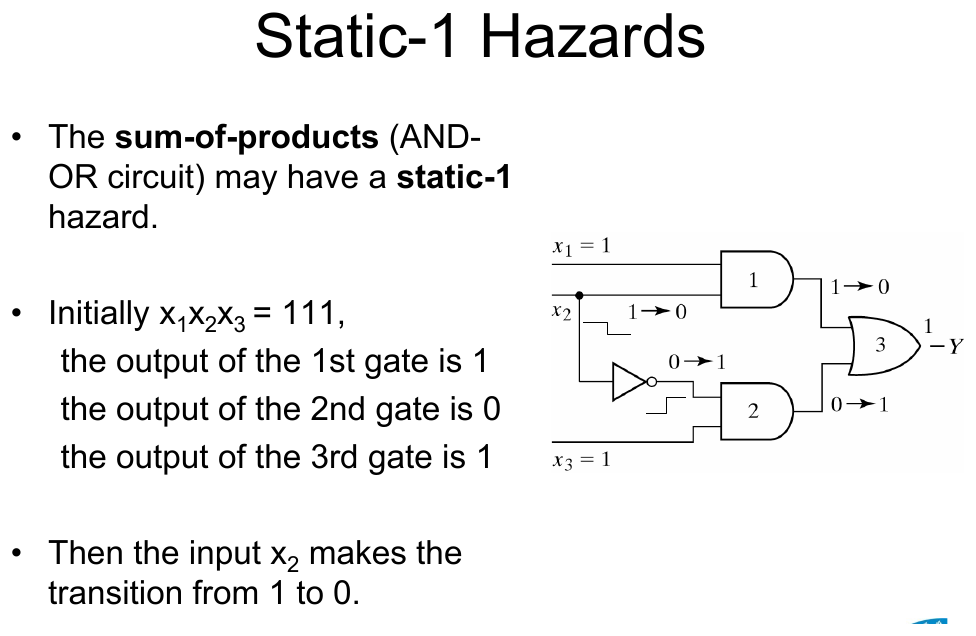 Static-1 Hazards
• The sum-of-products (AND-
OR circuit) may have a static-1
hazard.
• Initially x₁x₂x₃ = 111,
the output of the 1st gate is 1
the output of the 2nd gate is 0
the output of the 3rd gate is 1
• Then the input x₂ makes the
transition from 1 to 0.
x₁ = 1
1
1→0
x₂
1→0
3
1
Y
0→1
2
0→1
x₃ = 1